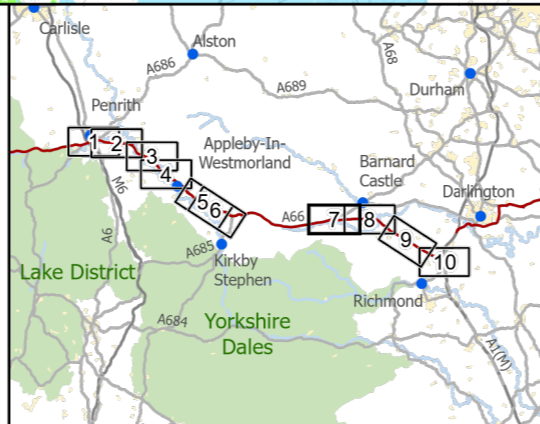 Carlisle
Alston
A686
A689
A68
Durham
Penrith
Appleby-In-
Westmorland
Barnard
Castle
Darlington
1
2
3
4
5
6
7
8
9
10
M6
A6
A66
A685
Kirkby
Stephen
Lake District
Richmond
A684
Yorkshire
Dales
A1(M)